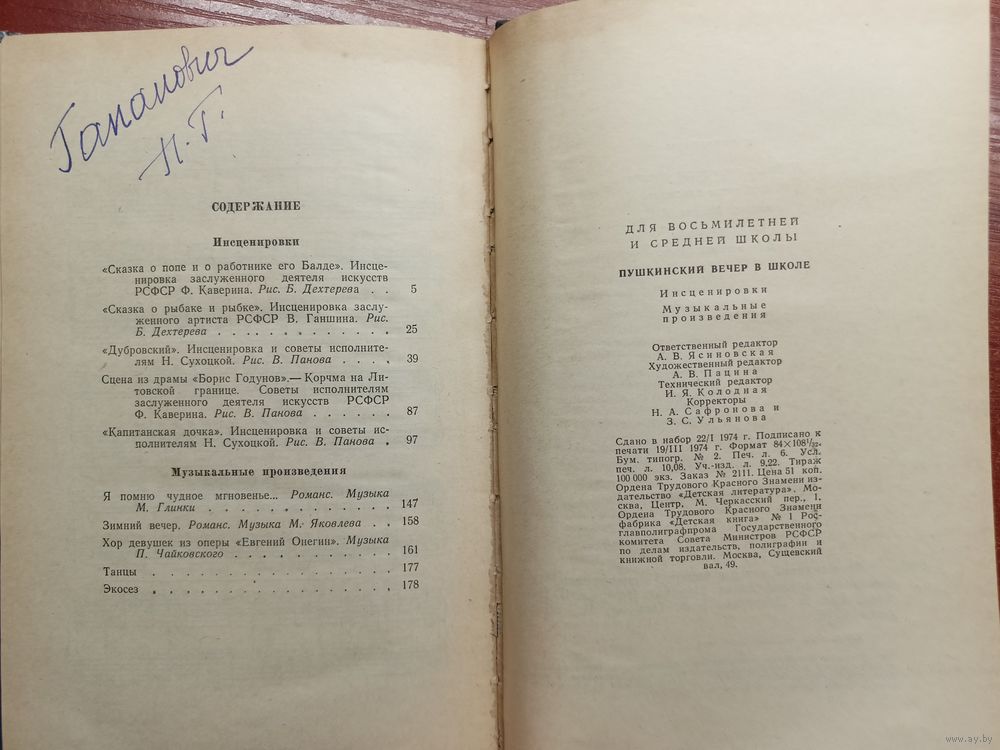 Гапанович
Н. Г.
СОДЕРЖАНИЕ
Инсценировки
«Сказка о попе и о работнике его Балде». Инсце-
нировка заслуженного деятеля искусств
РСФСР Ф. Каверина. Рис. Б. Дехтерева . . 5
«Сказка о рыбаке и рыбке». Инсценировка заслу-
женного артиста РСФСР В. Ганшина. Рис.
Б. Дехтерева . . . . . . . . . . . . 25
«Дубровский». Инсценировка и советы исполните-
лям Н. Сухоцкой. Рис. В. Панова . . . . 39
Сцена из драмы «Борис Годунов».— Корчма на Ли-
товской границе. Советы исполнителям
заслуженного деятеля искусств РСФСР
Ф. Каверина. Рис. В. Панова . . . . . . 87
«Капитанская дочка». Инсценировка и советы ис-
полнителям Н. Сухоцкой. Рис. В. Панова . 97
Музыкальные произведения
Я помню чудное мгновенье... Романс. Музыка
М. Глинки . . . . . . . . . . . . . 147
Зимний вечер. Романс. Музыка М. Яковлева . . 158
Хор девушек из оперы «Евгений Онегин». Музыка
П. Чайковского . . . . . . . . . . . 161
Танцы . . . . . . . . . . . . . . . . 177
Экосез . . . . . . . . . . . . . . . . 178
ДЛЯ ВОСЬМИЛЕТНЕЙ
И СРЕДНЕЙ ШКОЛЫ
ПУШКИНСКИЙ ВЕЧЕР В ШКОЛЕ
Инсценировки
Музыкальные
произведения
Ответственный редактор
А. В. Ясиновская
Художественный редактор
А. В. Пацина
Технический редактор
И. Я. Колодная
Корректоры
Н. А. Сафронова и
З. С. Ульянова
Сдано в набор 22/I 1974 г. Подписано к
печати 19/III 1974 г. Формат 84×108¹/₃₂.
Бум. типогр. № 2. Печ. л. 6. Усл.
печ. л. 10,08. Уч.-изд. л. 9,22. Тираж
100 000 экз. Заказ № 2111. Цена 51 коп.
Ордена Трудового Красного Знамени из-
дательство «Детская литература». Мо-
сква, Центр, М. Черкасский пер., 1.
Ордена Трудового Красного Знамени
фабрика «Детская книга» № 1 Рос-
главполиграфпрома Государственного
комитета Совета Министров РСФСР
по делам издательств, полиграфии и
книжной торговли. Москва, Сущевский
вал, 49.
www.ay.by